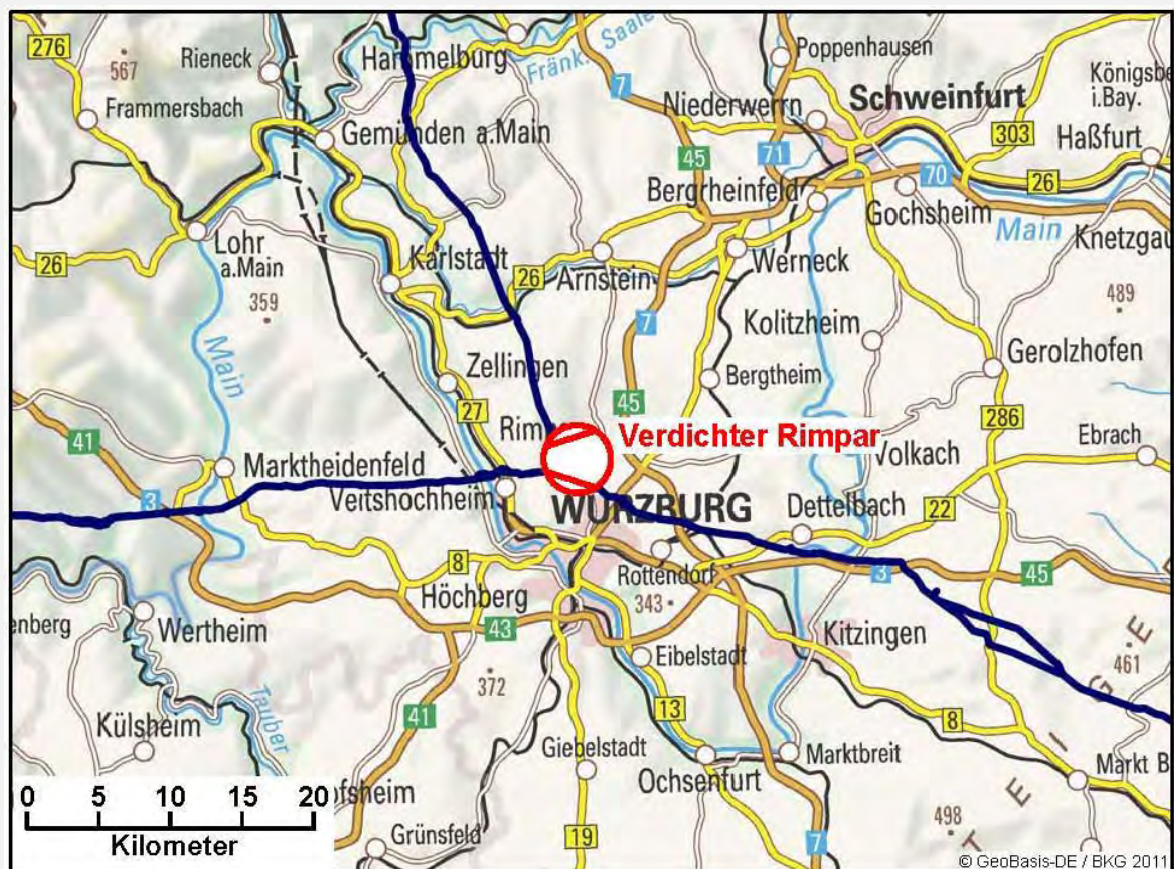 276
567
Rieneck
Hammelburg
Fränk. Saale
Poppenhausen
Königsbe
i.Bay.
Frammersbach
7
Niederwerrn
Schweinfurt
Gemünden a.Main
45
71
303
Haßfurt
Bergrheinfeld
70
26
Gochsheim
Main
Knetzgau
Lohr
a.Main
26
Karlstadt
26
Arnstein
Werneck
359
489
Main
7
Kolitzheim
Zellingen
Gerolzhofen
Bergtheim
27
45
286
41
Rim
Verdichter Rimpar
Ebrach
Marktheidenfeld
Volkach
3
Veitshöchheim
WÜRZBURG
Dettelbach
22
8
3
45
Rottendorf
Höchberg
343
enberg
Wertheim
43
Kitzingen
E
461
Eibelstadt
G
372
Tauber
I
41
13
8
Külsheim
Giebelstadt
Marktbreit
E
Markt B
0 5 10 15 20
ofsheim
Ochsenfurt
T
Kilometer
Grünsfeld
19
7
498
© GeoBasis-DE / BKG 2011